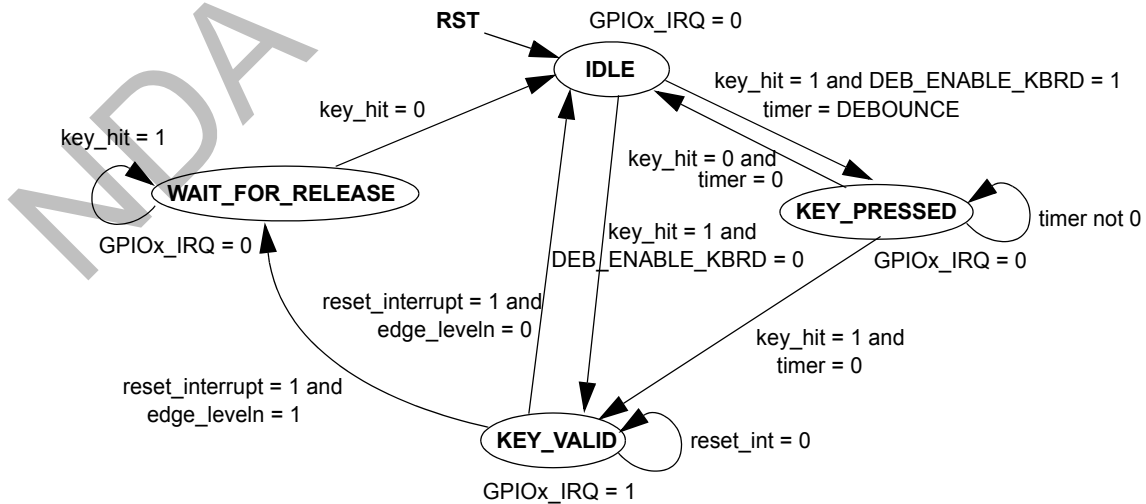 RST
GPIOx_IRQ = 0
IDLE
key_hit = 1 and DEB_ENABLE_KBRD = 1
timer = DEBOUNCE
key_hit = 0
key_hit = 1
NDA
WAIT_FOR_RELEASE
GPIOx_IRQ = 0
key_hit = 0 and
timer = 0
KEY_PRESSED
timer not 0
GPIOx_IRQ = 0
key_hit = 1 and
DEB_ENABLE_KBRD = 0
reset_interrupt = 1 and
edge_leveln = 0
key_hit = 1 and
timer = 0
reset_interrupt = 1 and
edge_leveln = 1
KEY_VALID
reset_int = 0
GPIOx_IRQ = 1